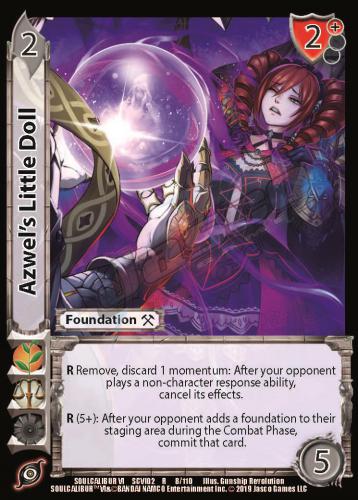 2
2
+
Azwel's Little Doll
Foundation
R Remove, discard 1 momentum: After your opponent
plays a non-character response ability,
cancel its effects.
R (5+): After your opponent adds a foundation to their
staging area during the Combat Phase,
commit that card.
5
SOULCALIBUR VI SCVI02 R 8/110 Illus. Gunship Revolution
SOULCALIBUR™VI&©BANDAI NAMCO Entertainment Inc. ©2019 Jasco Games LLC